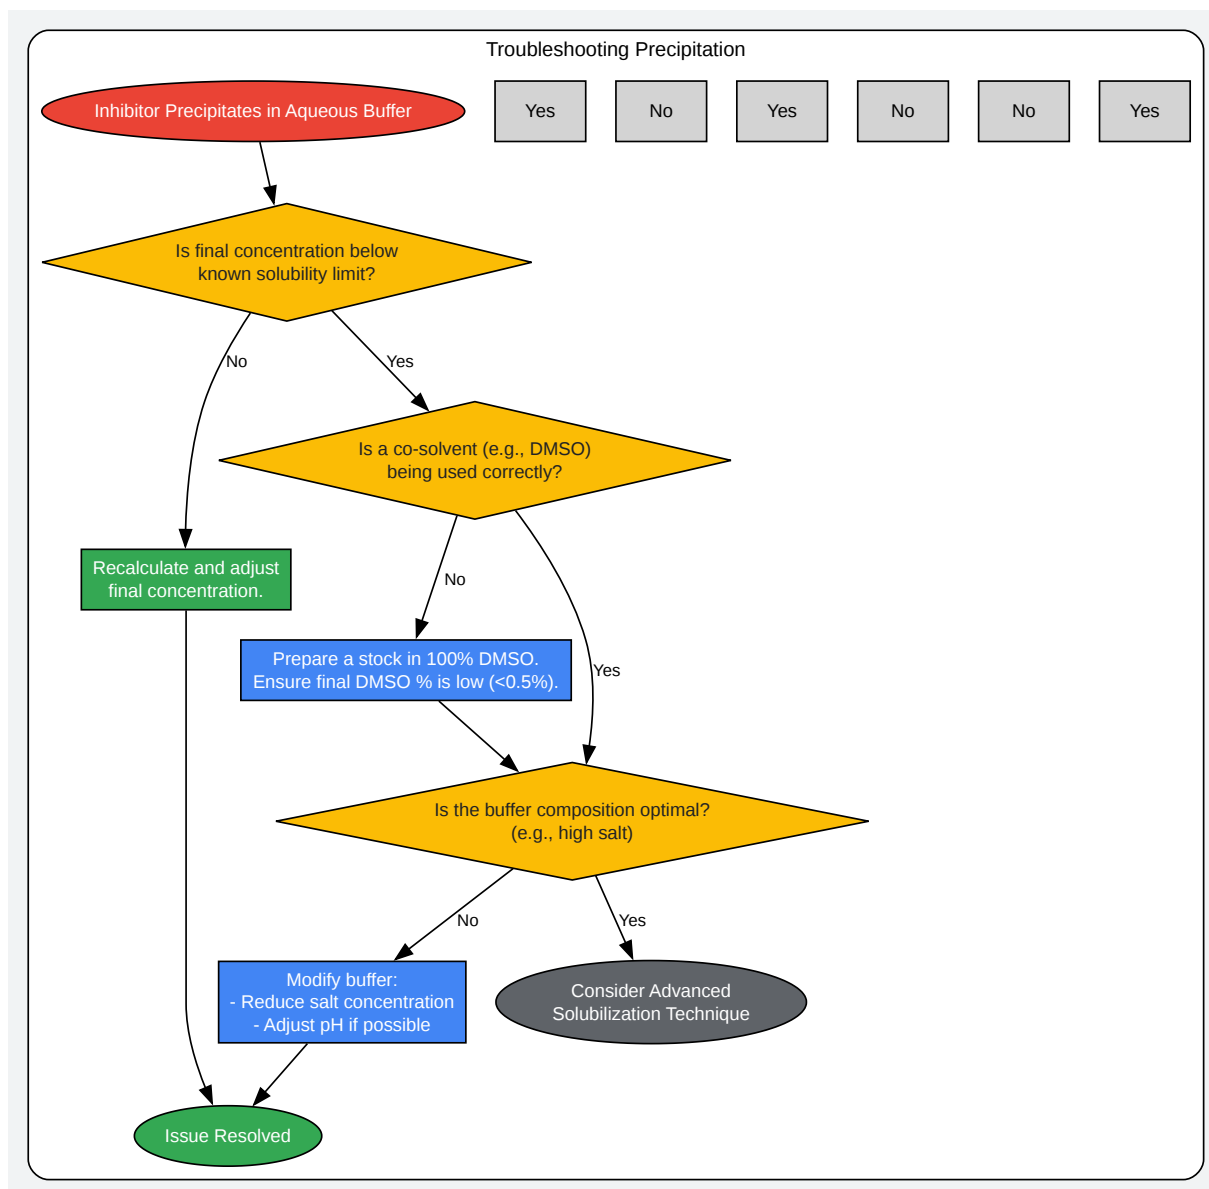 Troubleshooting Precipitation
Inhibitor Precipitates in Aqueous Buffer
Yes
No
Yes
No
No
Yes
Is final concentration below
known solubility limit?
No
Yes
Is a co-solvent (e.g., DMSO)
being used correctly?
Recalculate and adjust
final concentration.
No
Prepare a stock in 100% DMSO.
Ensure final DMSO % is low (<0.5%).
Yes
Is the buffer composition optimal?
(e.g., high salt)
No
Yes
Modify buffer:
- Reduce salt concentration
- Adjust pH if possible
Consider Advanced
Solubilization Technique
Issue Resolved